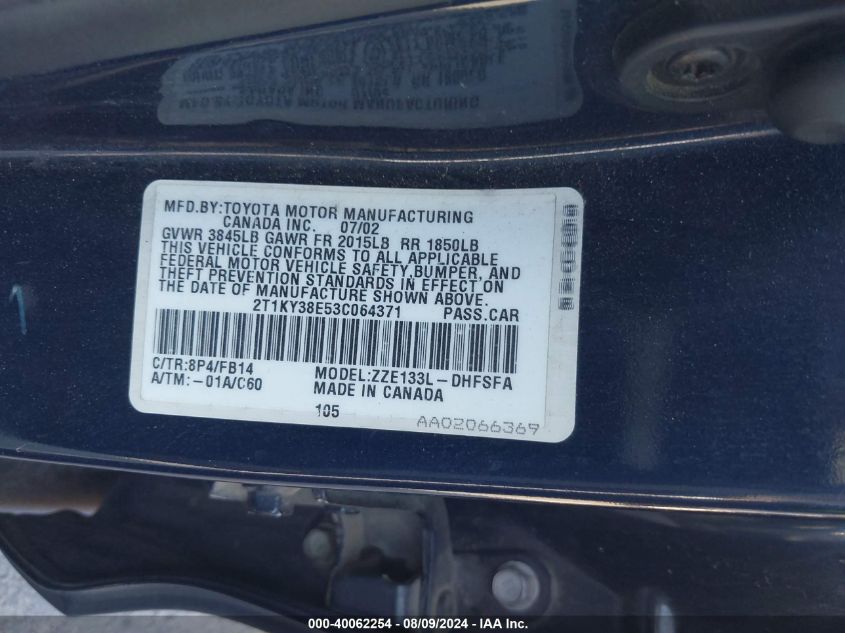 MFD.BY:TOYOTA MOTOR MANUFACTURING
CANADA INC. 07/02
GVWR 3845LB GAWR FR 2015LB RR 1850LB
THIS VEHICLE CONFORMS TO ALL APPLICABLE
FEDERAL MOTOR VEHICLE SAFETY,BUMPER, AND
THEFT PREVENTION STANDARDS IN EFFECT ON
THE DATE OF MANUFACTURE SHOWN ABOVE.
2T1KY38E53C064371 PASS.CAR
C/TR:8P4/FB14 MODEL:ZZE133L-DHFSFA
A/TM:-01A/C60 MADE IN CANADA
105
AA02066369
000-40062254 - 08/09/2024 - IAA Inc.